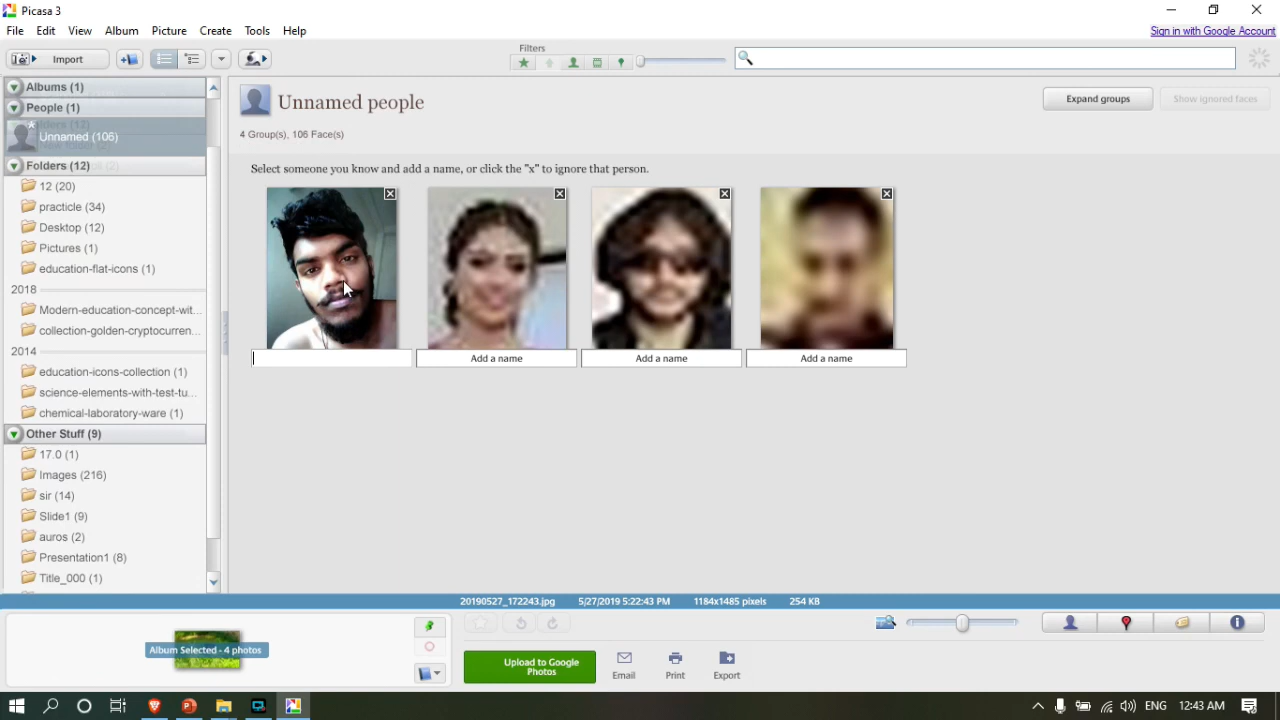 Picasa 3
File Edit View Album Picture Create Tools Help
Sign in with Google Account
Import
Filters
Albums (1)
People (1)
Unnamed (106)
Folders (12)
12 (20)
practicle (34)
Desktop (12)
Pictures (1)
education-flat-icons (1)
2018
Modern-education-concept-wit...
collection-golden-cryptocurren...
2014
education-icons-collection (1)
science-elements-with-test-tu...
chemical-laboratory-ware (1)
Other Stuff (9)
17.0 (1)
Images (216)
sir (14)
Slide1 (9)
auros (2)
Presentation1 (8)
Title_000 (1)
Unnamed people
Expand groups
Show ignored faces
4 Group(s), 106 Face(s)
Select someone you know and add a name, or click the "x" to ignore that person.
Add a name
Add a name
Add a name
20190527_172243.jpg 5/27/2019 5:22:43 PM 1184x1485 pixels 254 KB
Album Selected - 4 photos
Upload to Google
Photos
Email
Print
Export
ENG 12:43 AM